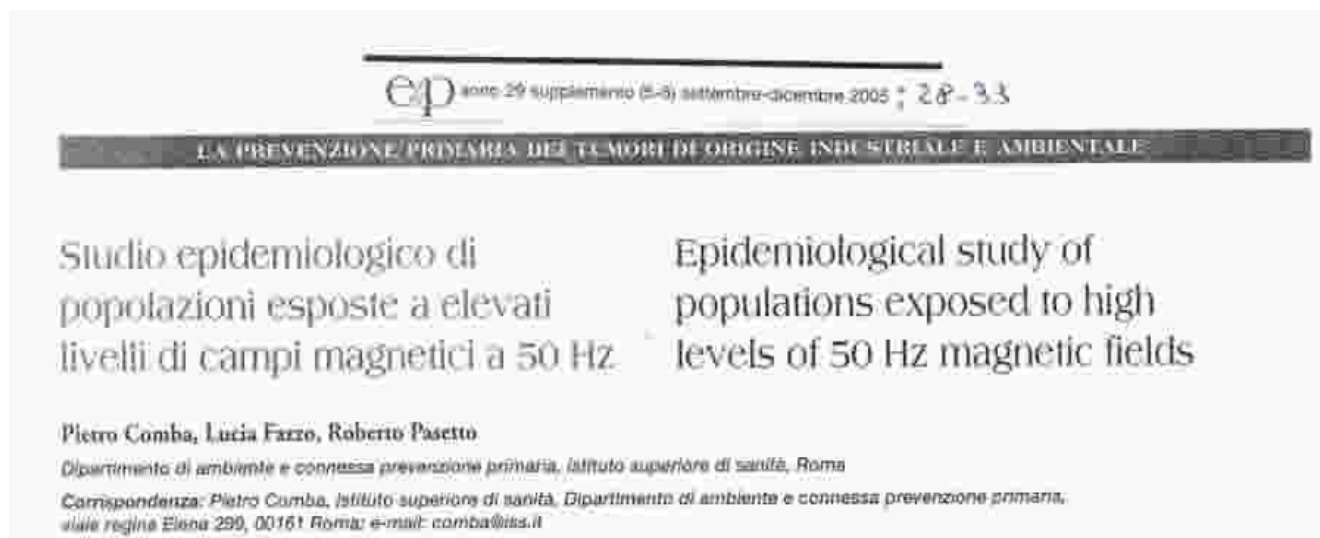 ep anno 29 supplemento (5-6) settembre-dicembre 2005 ; 28-33
LA PREVENZIONE PRIMARIA DEI TUMORI DI ORIGINE INDUSTRIALE E AMBIENTALE
Studio epidemiologico di
popolazioni esposte a elevati
livelli di campi magnetici a 50 Hz
Epidemiological study of
populations exposed to high
levels of 50 Hz magnetic fields
Pietro Comba, Lucia Fazzo, Roberto Pasetto
Dipartimento di ambiente e connessa prevenzione primaria, Istituto superiore di sanità, Roma
Corrispondenza: Pietro Comba, Istituto superiore di sanità, Dipartimento di ambiente e connessa prevenzione primaria,
viale regina Elena 299, 00161 Roma; e-mail: comba@iss.it